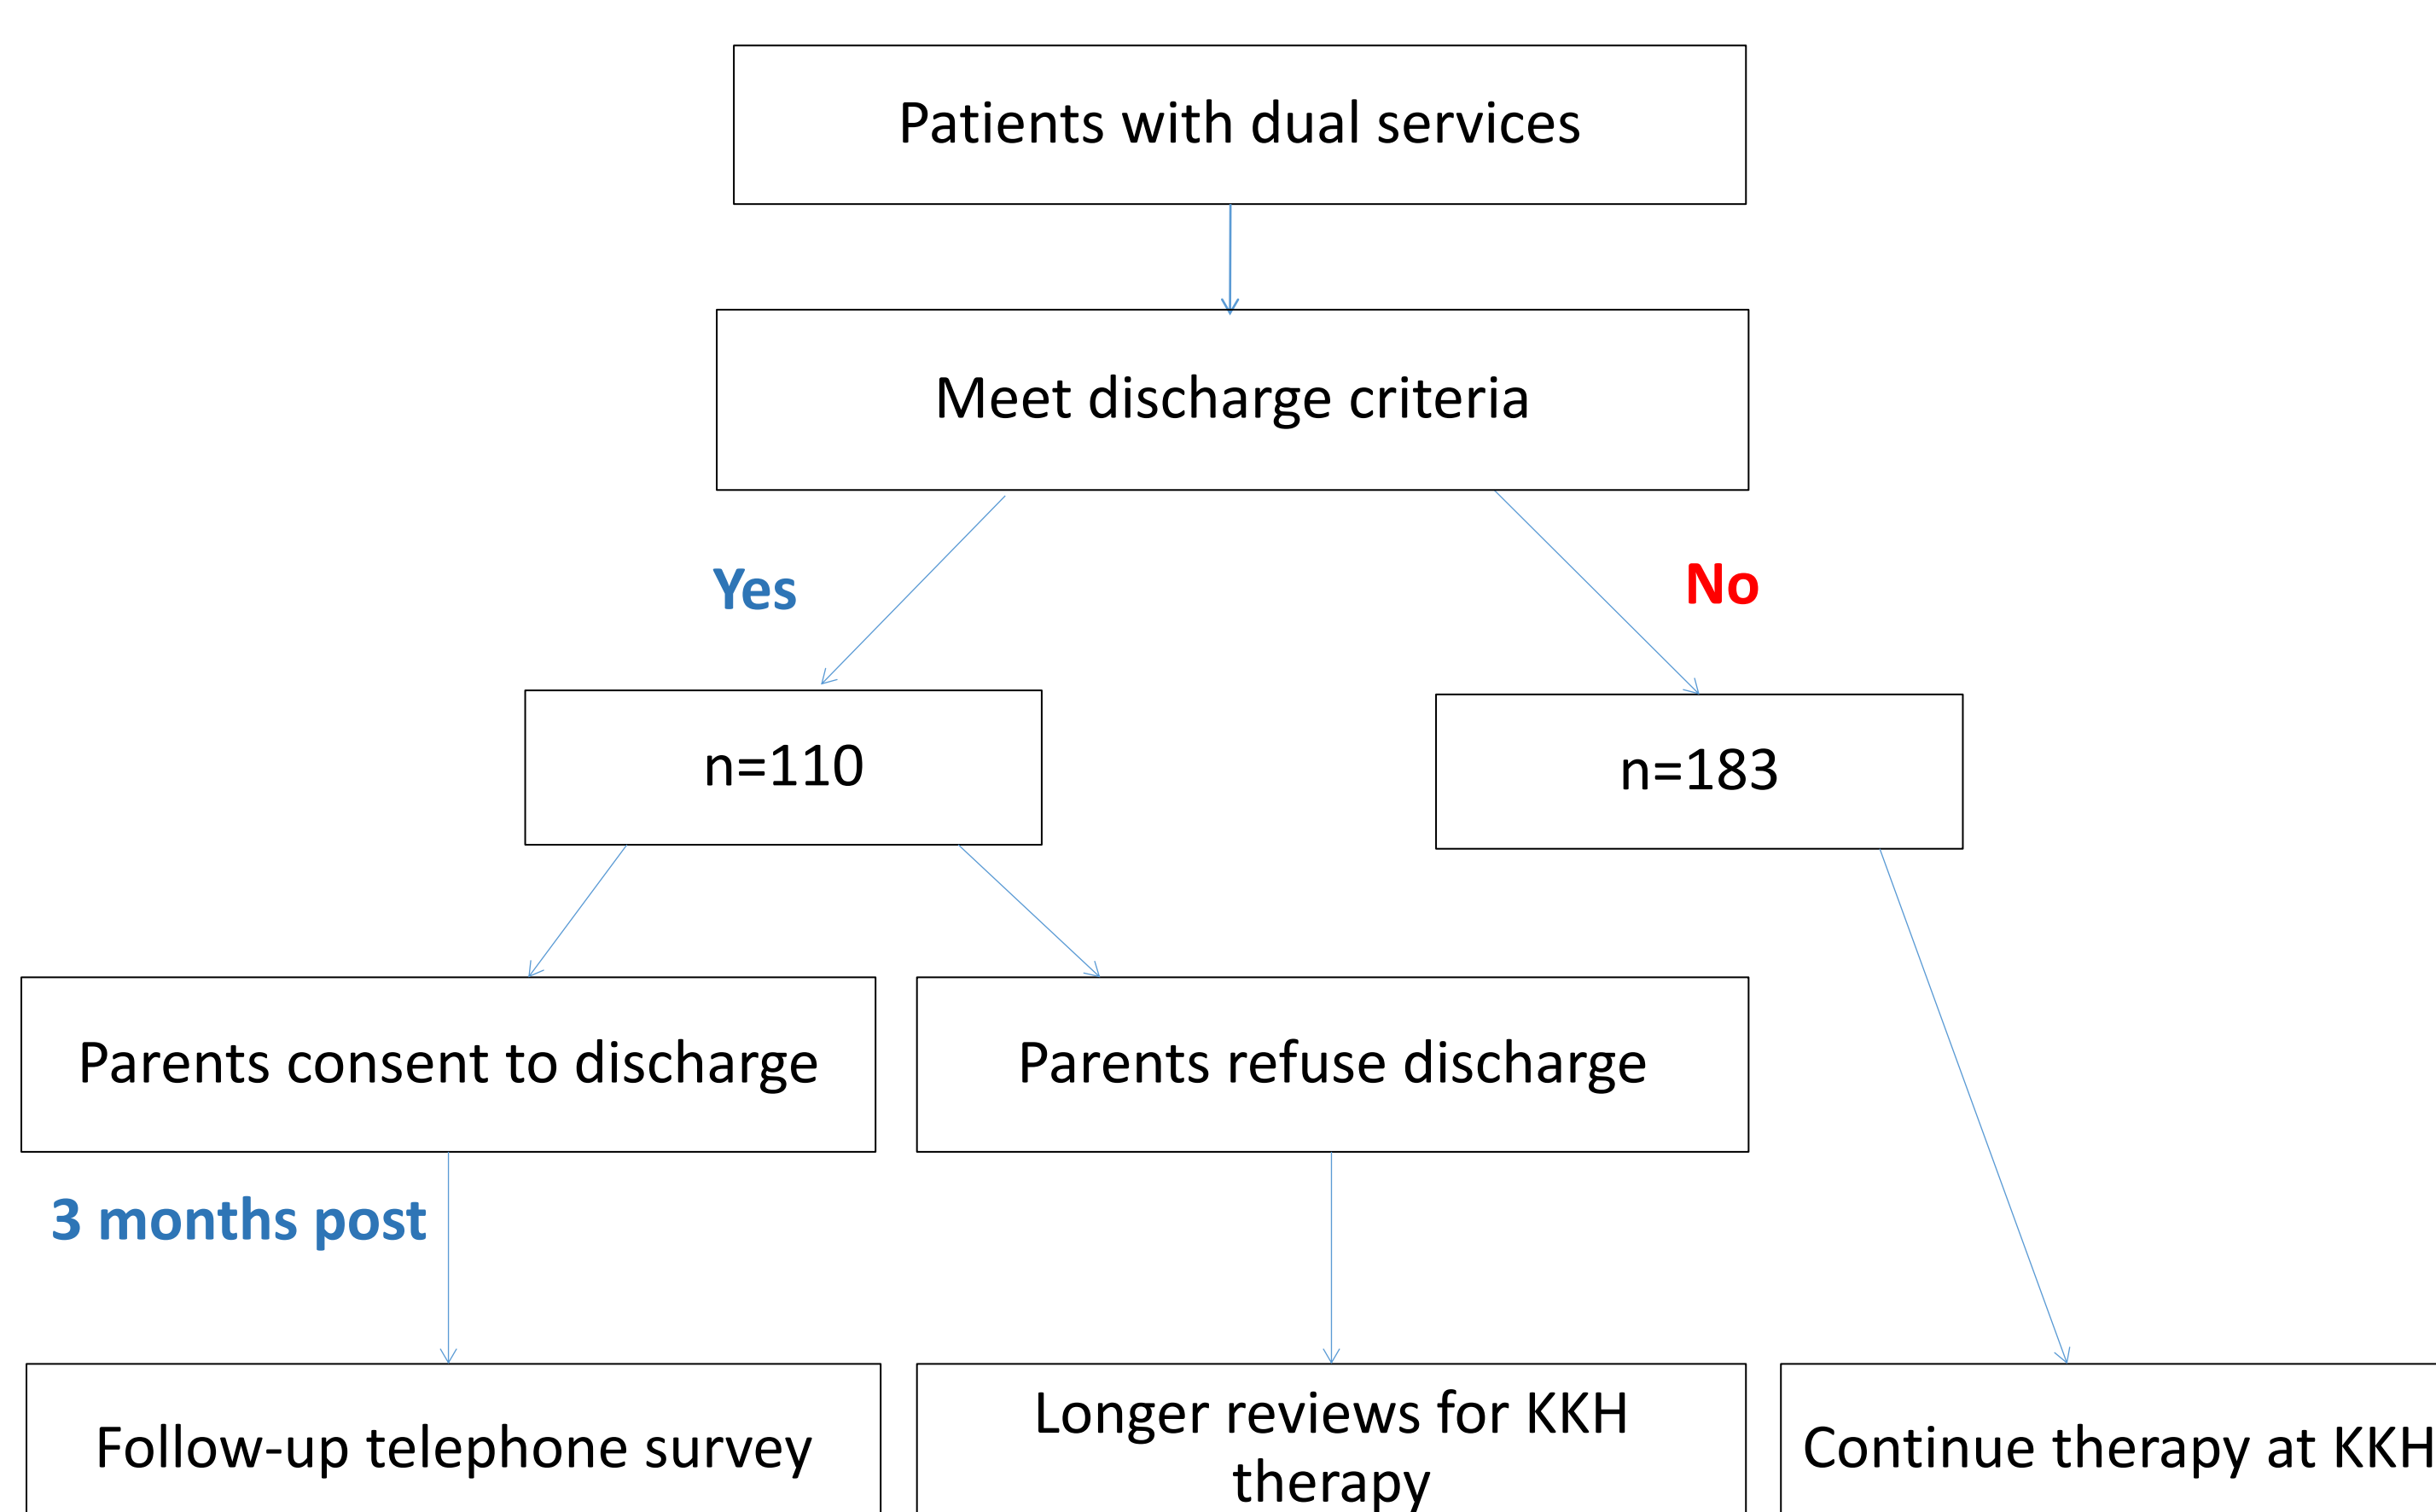 Patients with dual services
Meet discharge criteria
Yes
No
n=110
n=183
Parents consent to discharge
Parents refuse discharge
3 months post
Follow-up telephone survey
Longer reviews for KKH
therapy
Continue therapy at KKH